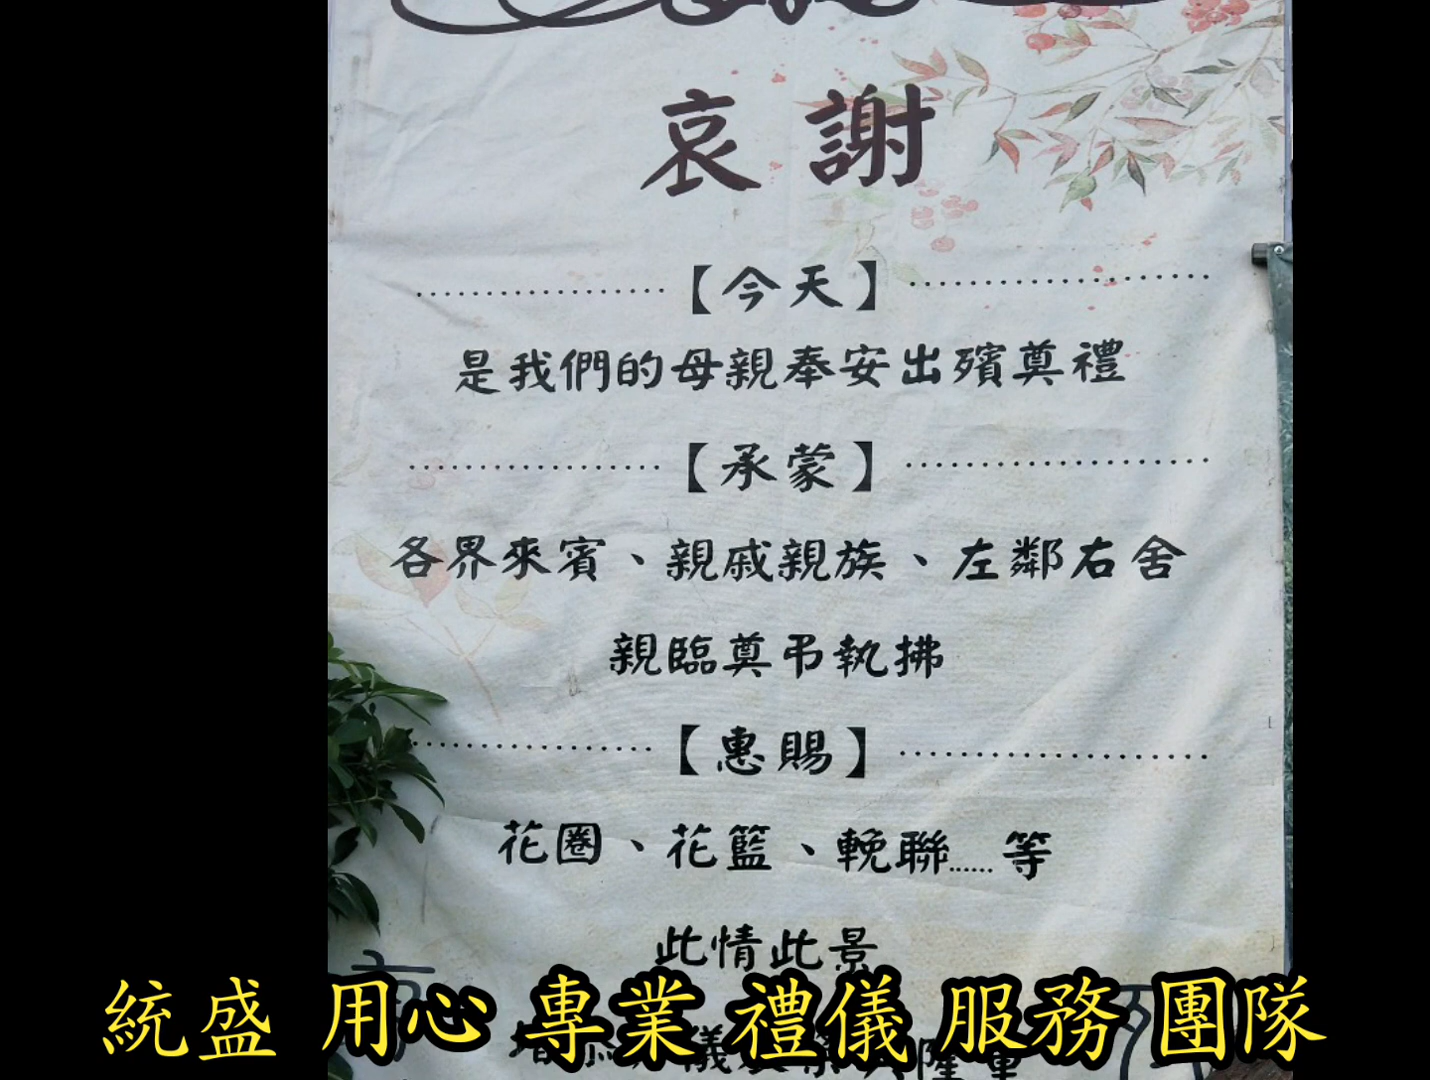 哀謝
【今天】
是我們的母親奉安出殯奠禮
【承蒙】
各界來賓、親戚親族、左鄰右舍
親臨奠弔執拂
【惠賜】
花圈、花籃、輓聯......等
此情此景
統盛 用心 專業 禮儀 服務 團隊